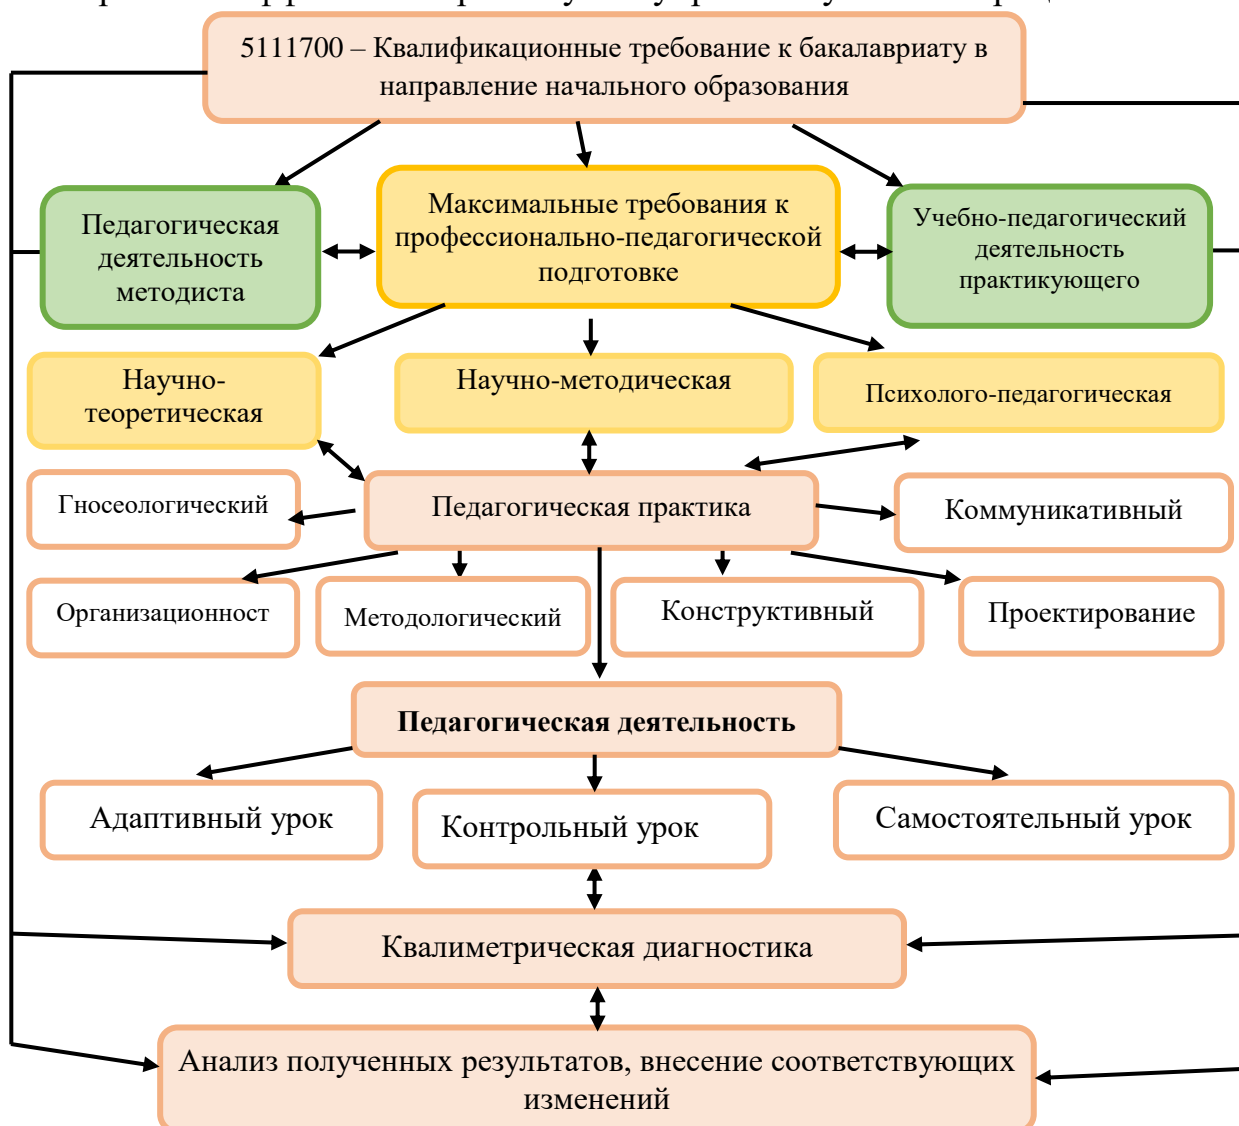 5111700 – Квалификационные требование к бакалавриату в
направление начального образования
Педагогическая
деятельность
методиста
Максимальные требования к
профессионально-педагогической
подготовке
Учебно-педагогический
деятельность
практикующего
Научно-
теоретическая
Научно-методическая
Психолого-педагогическая
Гносеологический
Педагогическая практика
Коммуникативный
Организационност
Методологический
Конструктивный
Проектирование
Педагогическая деятельность
Адаптивный урок
Контрольный урок
Самостоятельный урок
Квалиметрическая диагностика
Анализ полученных результатов, внесение соответствующих
изменений